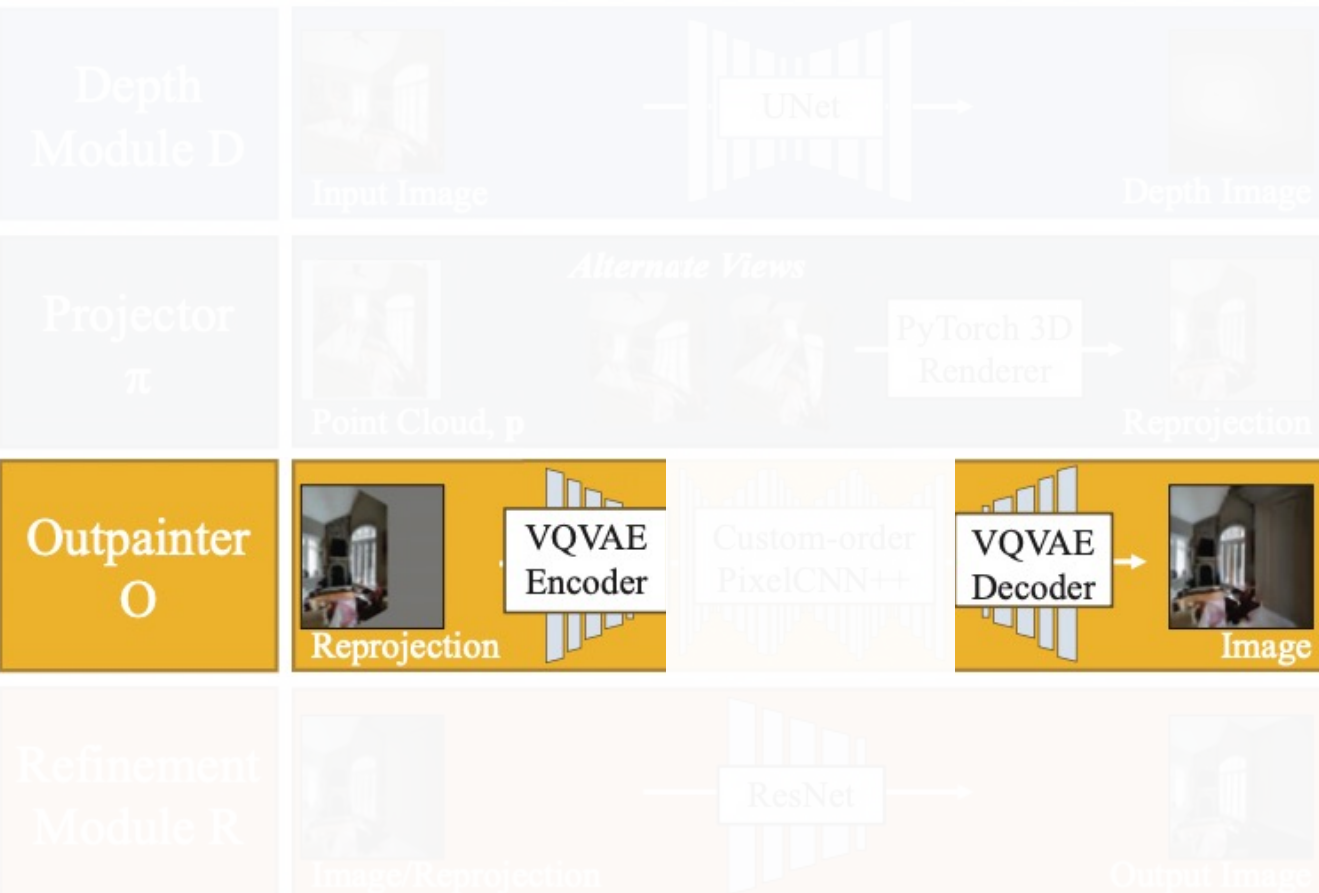 Depth
Module D
Input Image
UNet
Depth Image
Projector
π
Alternate Views
Point Cloud, p
PyTorch 3D
Renderer
Reprojection
Outpainter
O
Reprojection
VQVAE
Encoder
Custom-order
PixelCNN++
VQVAE
Decoder
Image
Refinement
Module R
Image/Reprojection
ResNet
Output Image